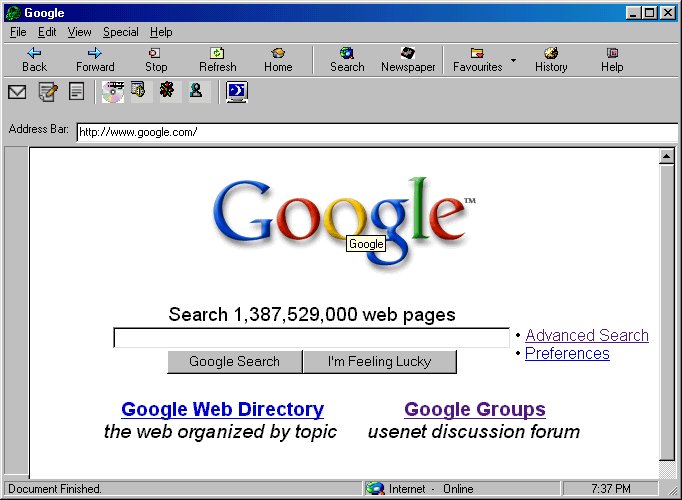 Google
File Edit View Special Help
Back Forward Stop Refresh Home Search Newspaper Favourites History Help
Address Bar: http://www.google.com/
Google™
Google
Search 1,387,529,000 web pages
• Advanced Search
Google Search I'm Feeling Lucky • Preferences
Google Web Directory Google Groups
the web organized by topic usenet discussion forum
Document Finished. Internet - Online 7:37 PM